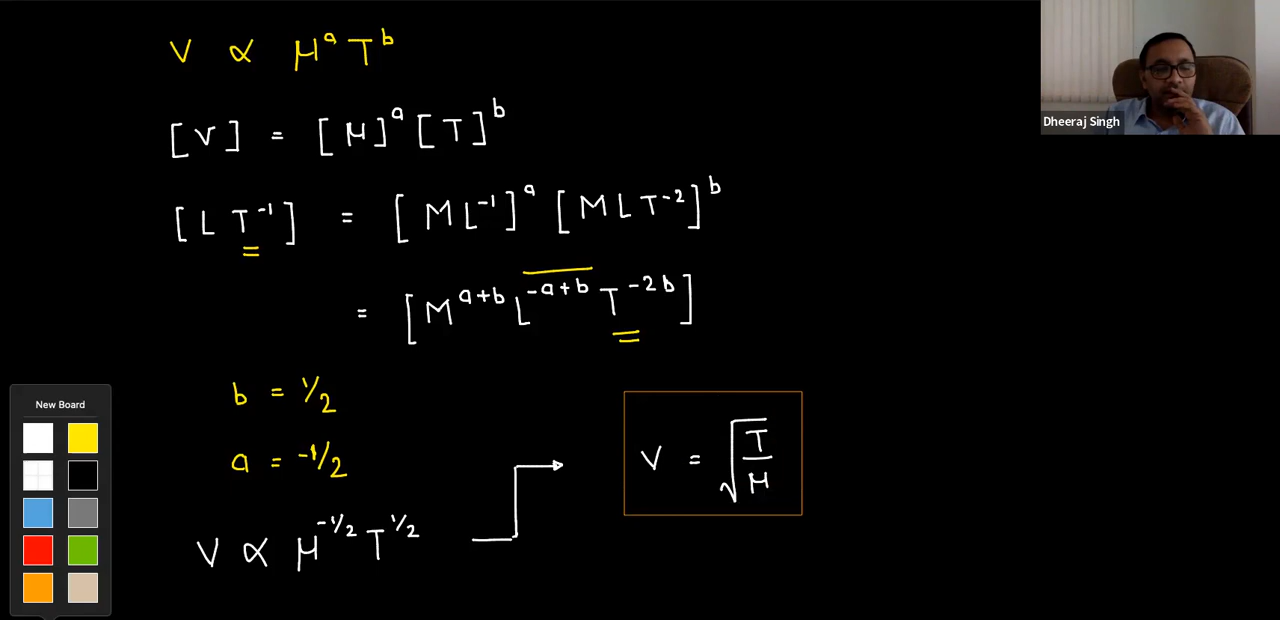 V ∝ μᵃ Tᵇ
Dheeraj Singh
[V] = [μ]ᵃ [T]ᵇ
[L T⁻¹] = [M L⁻¹]ᵃ [M L T⁻²]ᵇ
= [M^(a+b) L^(-a+b) T^(-2b)]
b = 1/2
New Board
a = -1/2
V = √(T/μ)
V ∝ μ^(-1/2) T^(1/2)